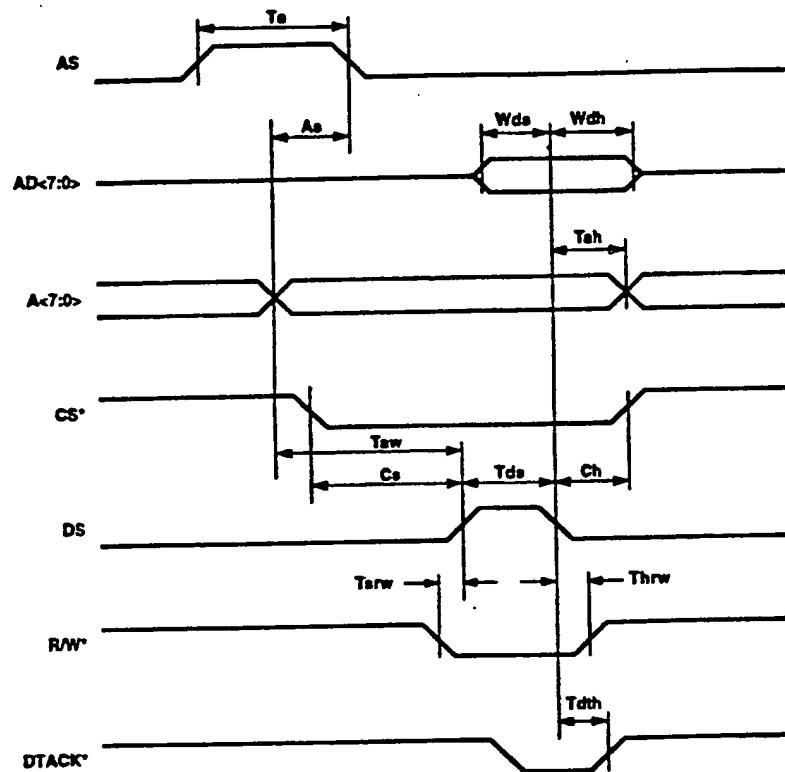 Ta
AS
As
Wds
Wdh
AD<7:0>
Tah
A<7:0>
CS*
Taw
Cs
Tds
Ch
DS
Tsrw
Thrw
R/W*
Tdth
DTACK*